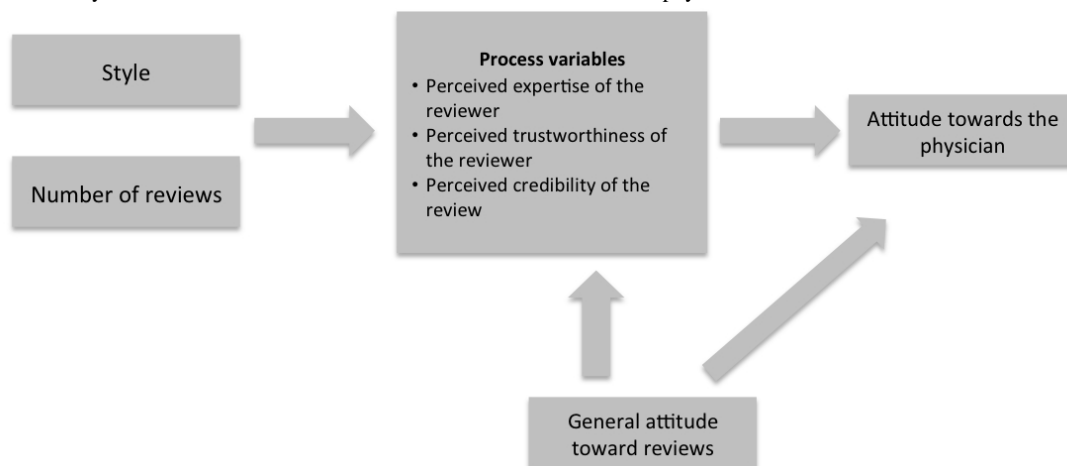 Style
Number of reviews
Process variables
• Perceived expertise of the
reviewer
• Perceived trustworthiness of
the reviewer
• Perceived credibility of the
review
Attitude towards the
physician
General attitude
toward reviews